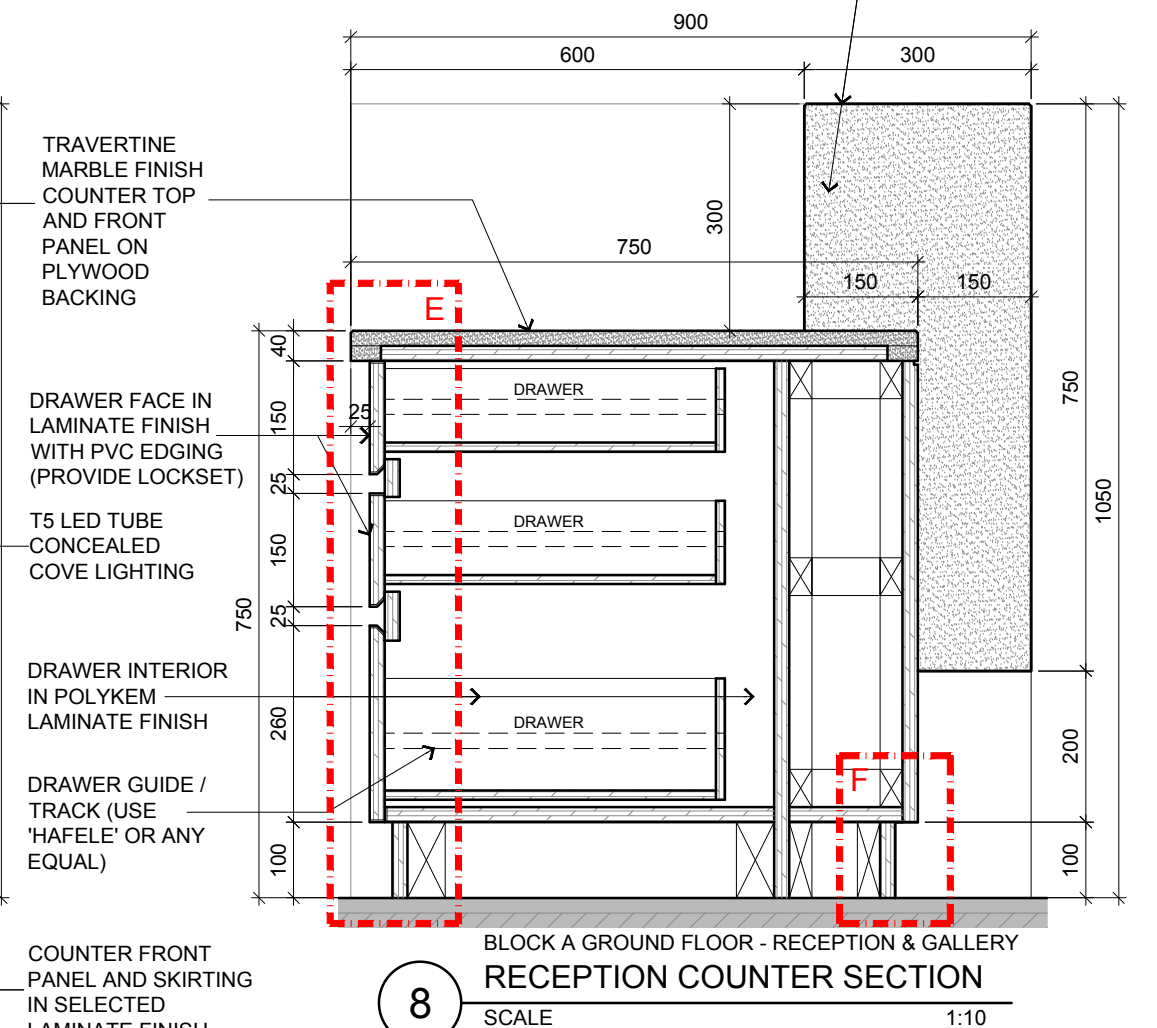 900
600
300
TRAVERTINE
MARBLE FINISH
COUNTER TOP
AND FRONT
PANEL ON
PLYWOOD
BACKING
300
750
150
150
E
40
DRAWER
150
25
DRAWER FACE IN
LAMINATE FINISH
WITH PVC EDGING
(PROVIDE LOCKSET)
25
750
1050
T5 LED TUBE
CONCEALED
COVE LIGHTING
DRAWER
150
25
750
DRAWER INTERIOR
IN POLYKEM
LAMINATE FINISH
260
DRAWER
200
F
DRAWER GUIDE /
TRACK (USE
'HAFELE' OR ANY
EQUAL)
100
100
COUNTER FRONT
PANEL AND SKIRTING
IN SELECTED
LAMINATE FINISH
BLOCK A GROUND FLOOR - RECEPTION & GALLERY
8
RECEPTION COUNTER SECTION
SCALE
1:10